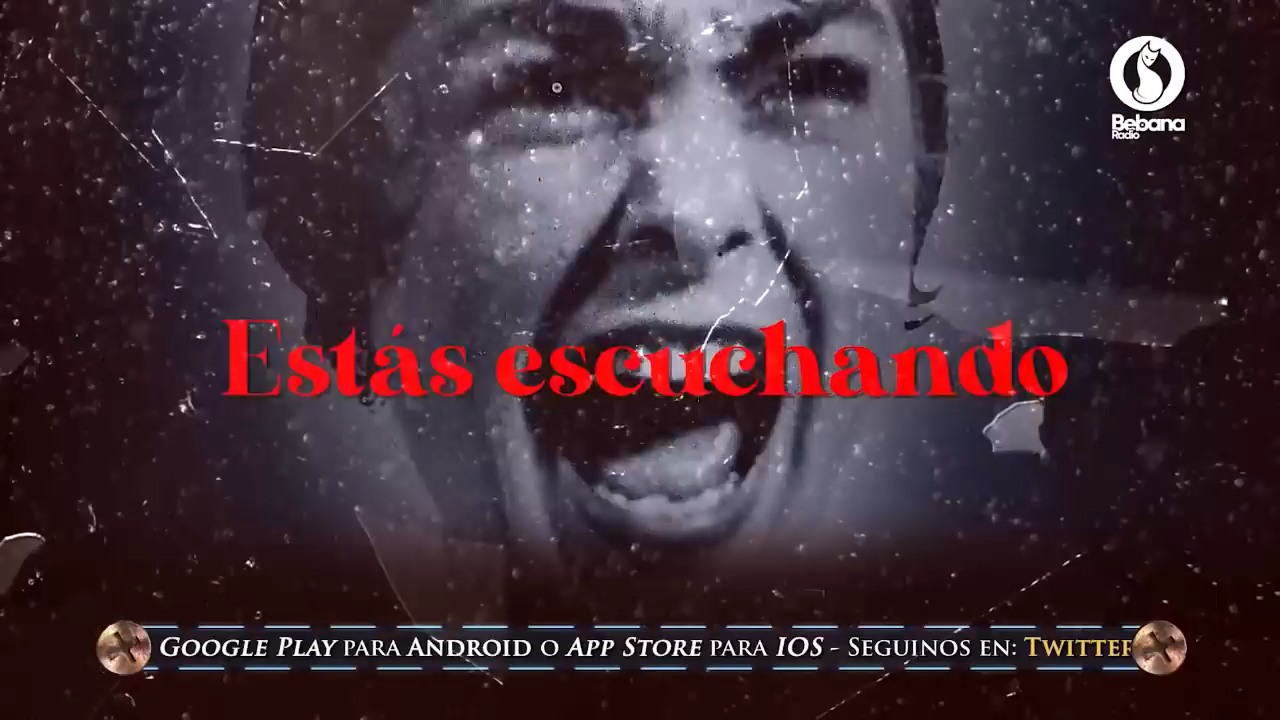 Bebana
Radio
Estás escuchando
GOOGLE PLAY PARA ANDROID O APP STORE PARA IOS - SEGUINOS EN: TWITTER